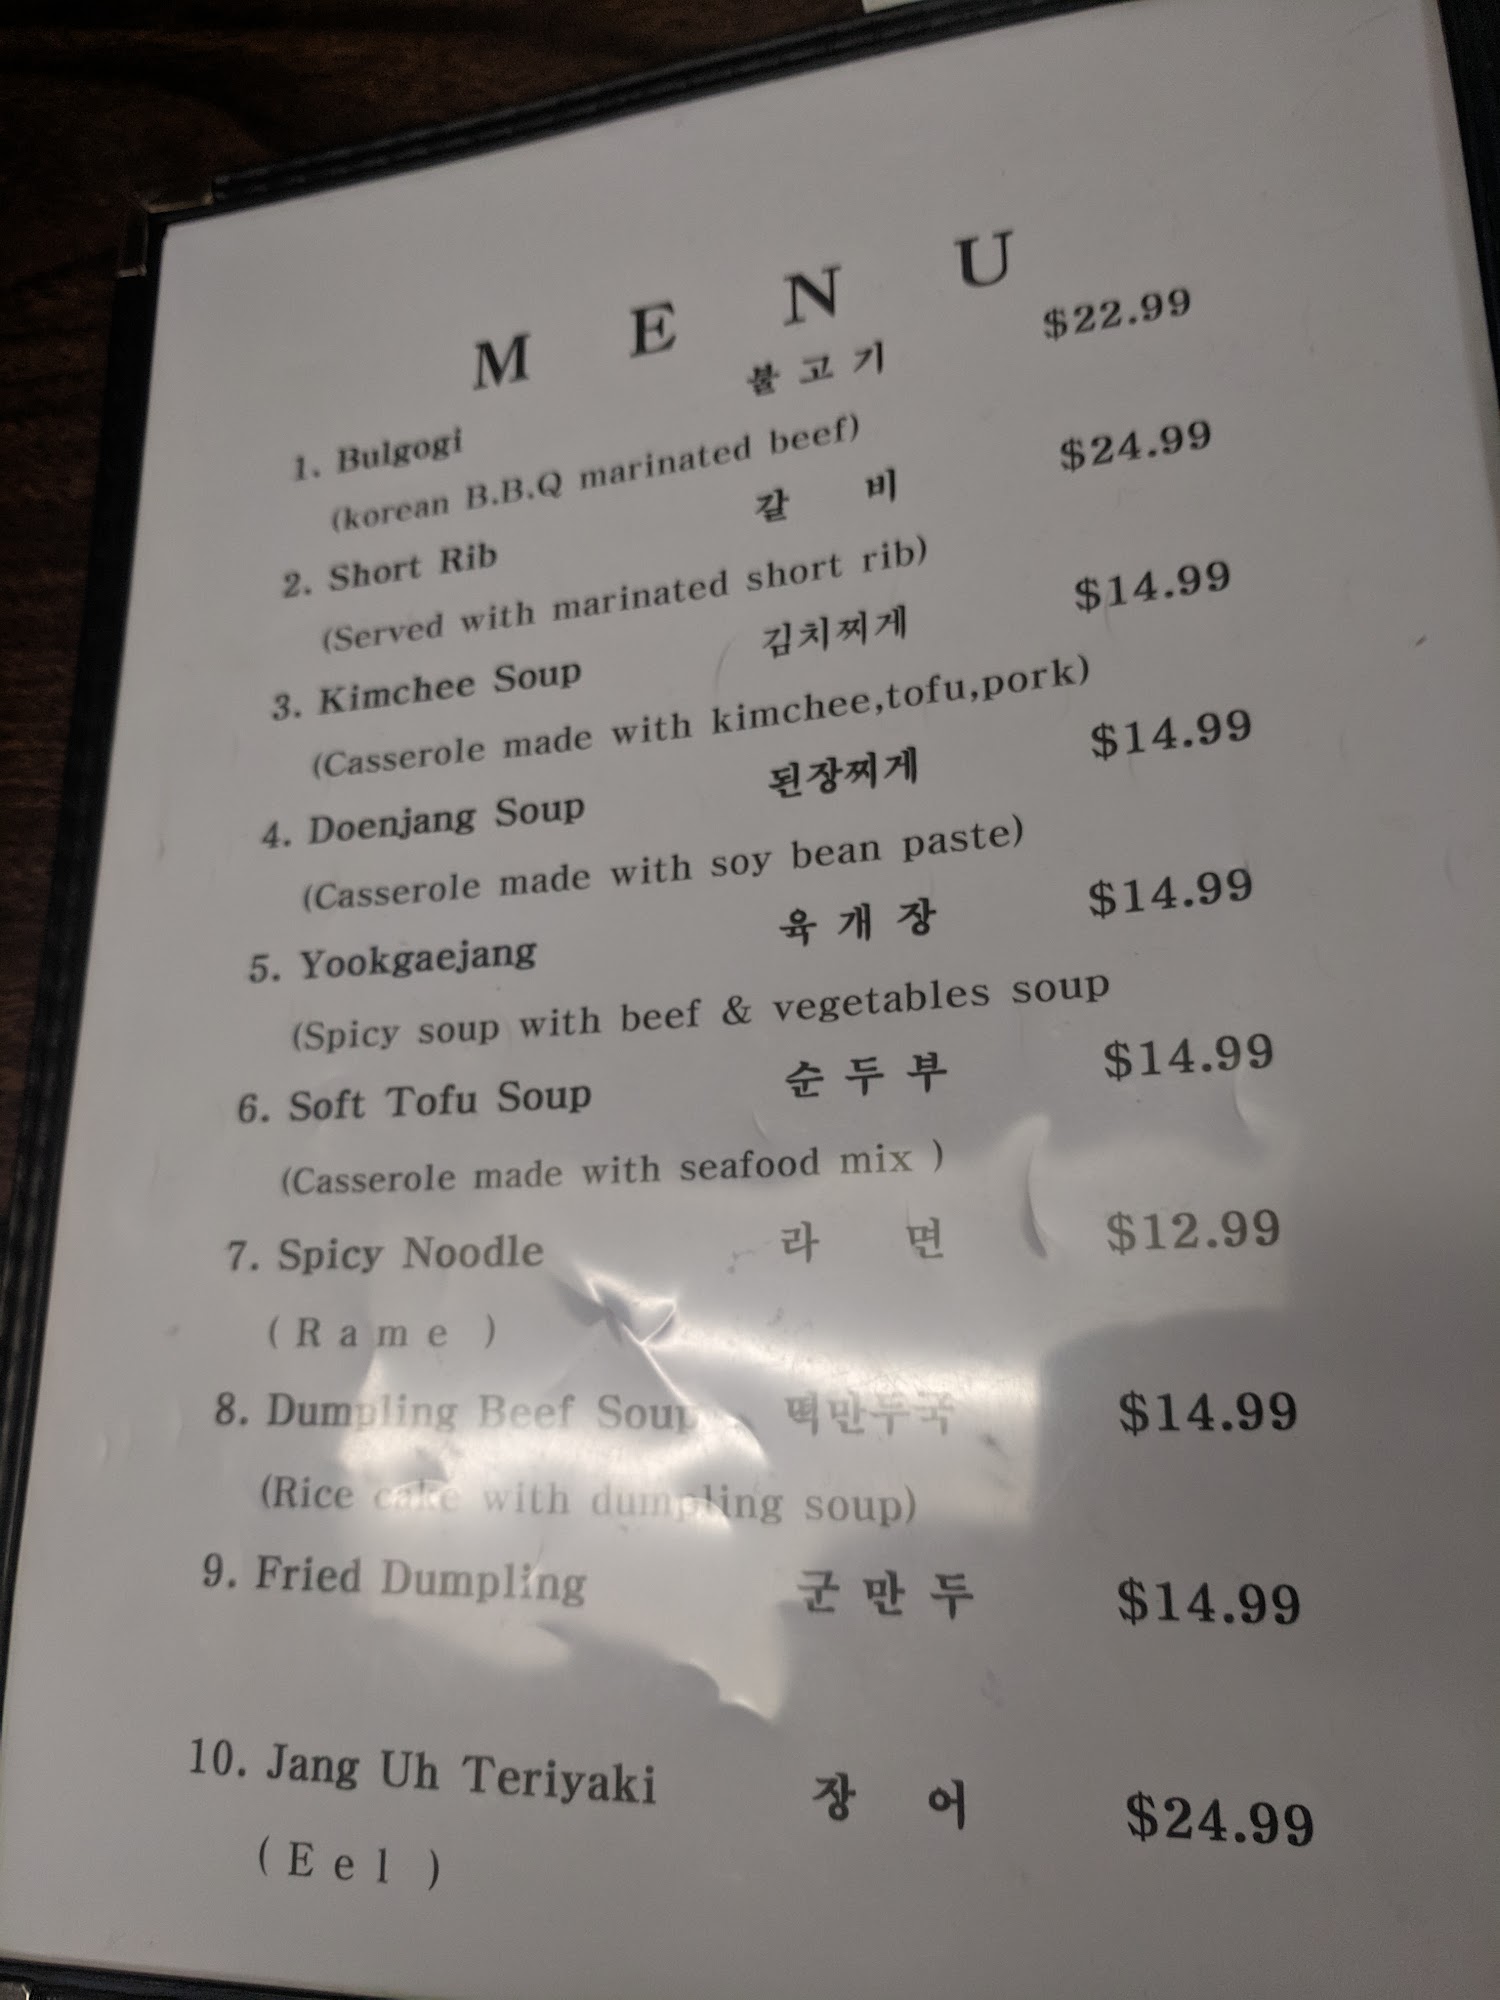 M E N U
1. Bulgogi 불고기 $22.99
(korean B.B.Q marinated beef)
2. Short Rib 갈 비 $24.99
(Served with marinated short rib)
3. Kimchee Soup 김치찌게 $14.99
(Casserole made with kimchee,tofu,pork)
4. Doenjang Soup 된장찌게 $14.99
(Casserole made with soy bean paste)
5. Yookgaejang 육 개 장 $14.99
(Spicy soup with beef & vegetables soup
6. Soft Tofu Soup 순 두 부 $14.99
(Casserole made with seafood mix )
7. Spicy Noodle 라 면 $12.99
( R a m e )
8. Dumpling Beef Soup 떡만두국 $14.99
(Rice cake with dumpling soup)
9. Fried Dumpling 군 만 두 $14.99
10. Jang Uh Teriyaki 장 어 $24.99
( E e l )